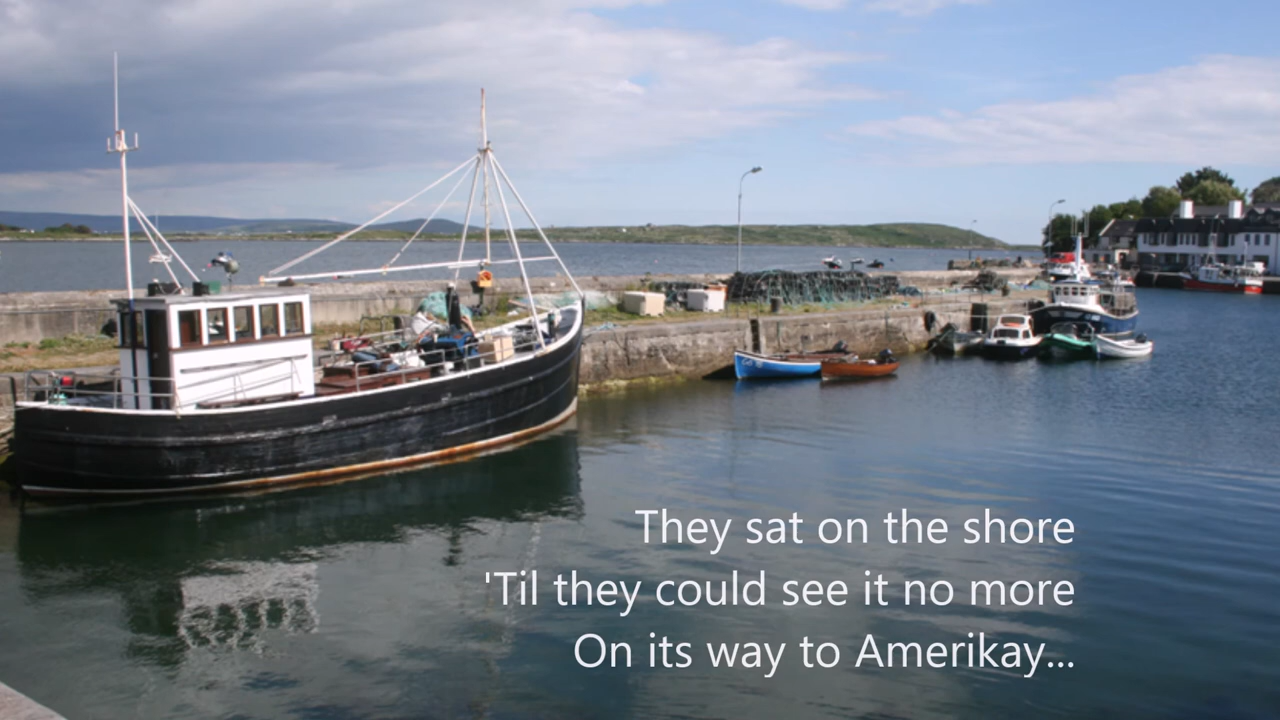 They sat on the shore
'Til they could see it no more
On its way to Amerikay...